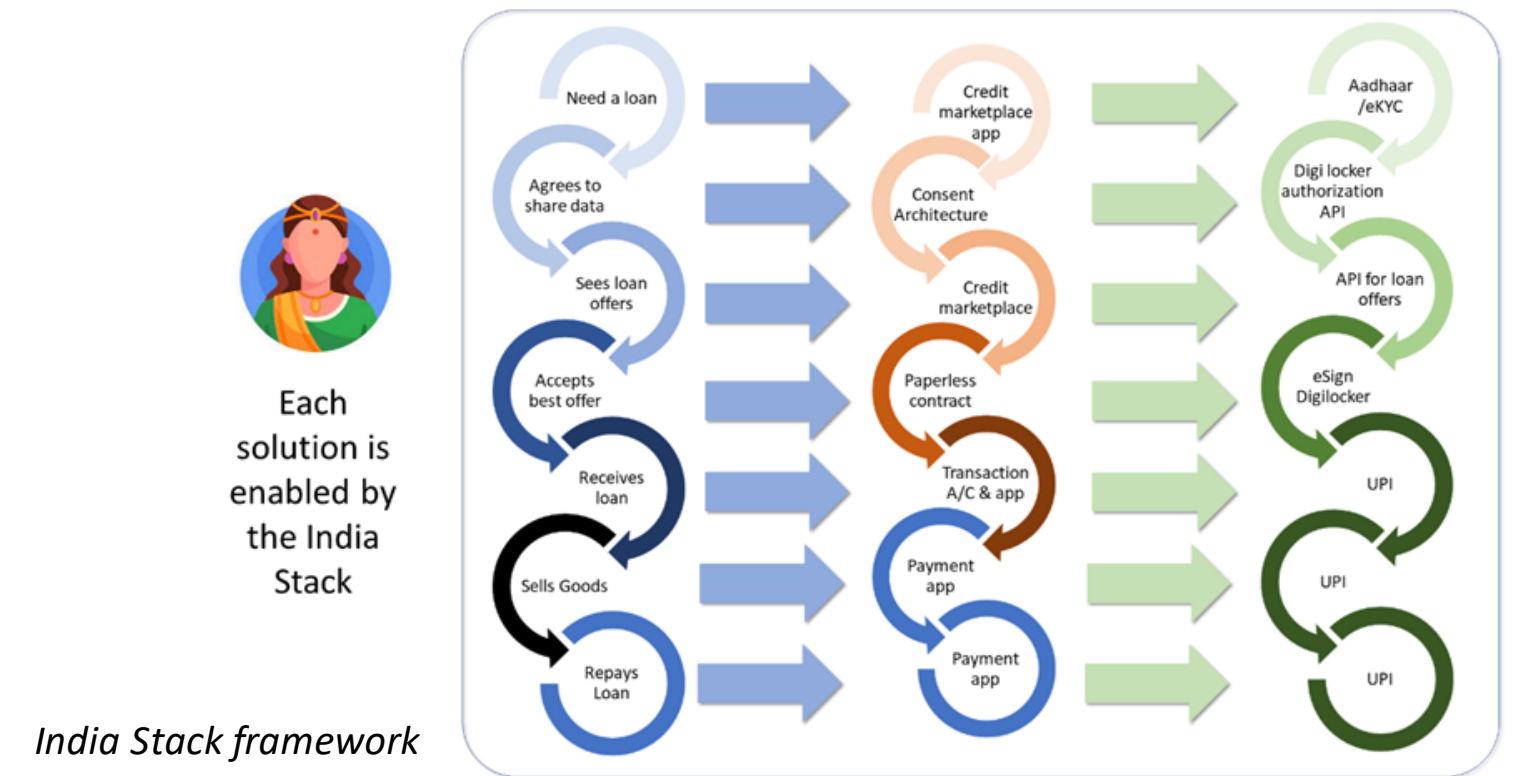 Need a loan
Credit
marketplace
app
Aadhaar
/eKYC
Agrees to
share data
Consent
Architecture
Digi locker
authorization
API
Sees loan
offers
Credit
marketplace
API for loan
offers
Accepts
best offer
Paperless
contract
eSign
Digilocker
Receives
loan
Transaction
A/C & app
UPI
Sells Goods
Payment
app
UPI
Repays
Loan
Payment
app
UPI
Each
solution is
enabled by
the India
Stack
India Stack framework